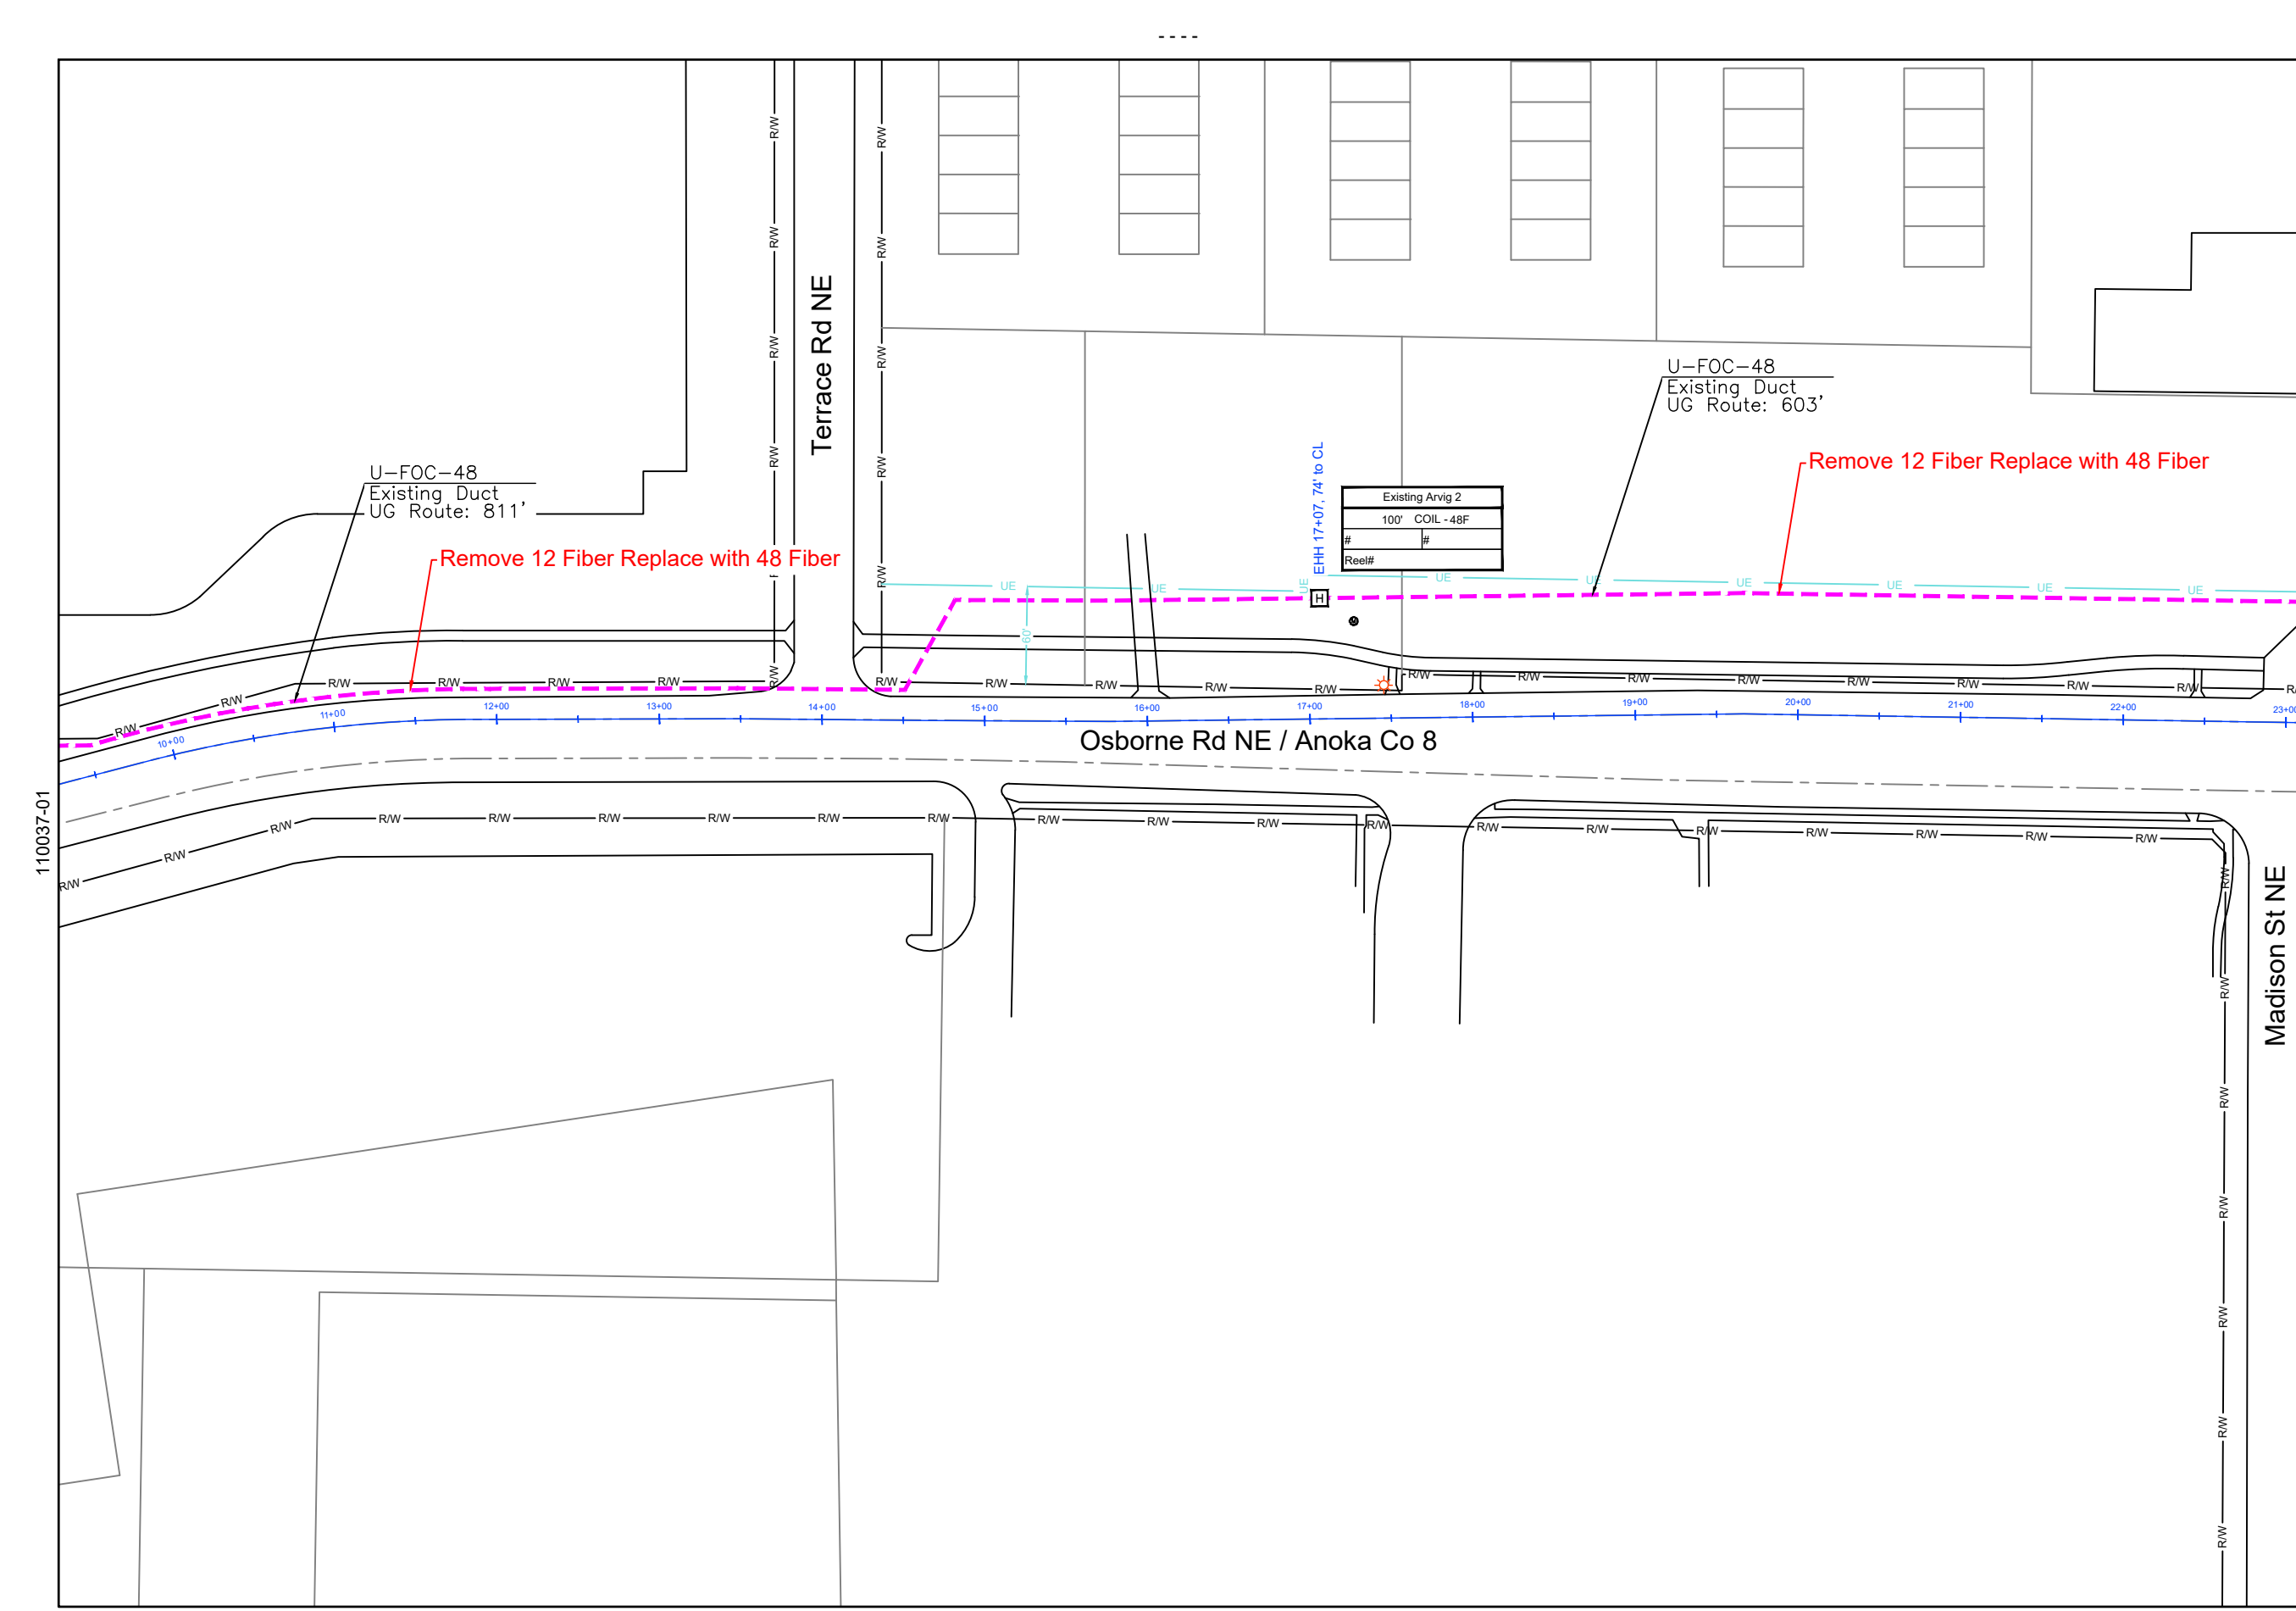 - - - -
Terrace Rd NE
U-FOC-48
Existing Duct
UG Route: 811'
Remove 12 Fiber Replace with 48 Fiber
U-FOC-48
Existing Duct
UG Route: 603'
Remove 12 Fiber Replace with 48 Fiber
EHH 17+07, 74' to CL
Existing Arvig 2
100' COIL - 48F
# #
Reel#
UE UE UE UE UE UE UE UE UE
H
60'
R/W R/W R/W R/W R/W R/W
R/W R/W R/W R/W R/W
R/W R/W R/W R/W R/W R/W
R/W R/W R/W R/W R/W R/W R/W R/W R/W R/W R/W R/W R/W R/W R/W R/W R/W R/W
10+00 11+00 12+00 13+00 14+00 15+00 16+00 17+00 18+00 19+00 20+00 21+00 22+00 23+00
Osborne Rd NE / Anoka Co 8
110037-01
R/W R/W R/W R/W R/W R/W R/W R/W R/W R/W R/W R/W R/W R/W R/W R/W R/W R/W R/W R/W
Madison St NE
R/W R/W R/W R/W R/W R/W R/W